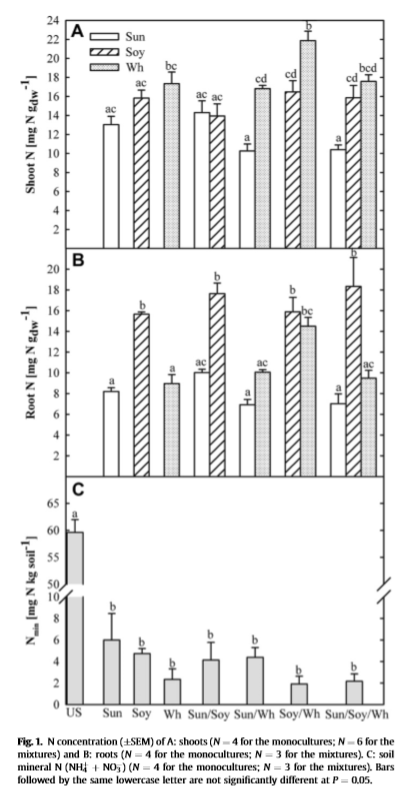 24
A
22
Sun
20
Soy
b
18
Wh
bc
cd
cd
cd
bcd
16
ac
ac
ac
14
ac
12
a
a
10
8
6
4
2
Shoot N [mg N gdw⁻¹]
B
20
b
b
18
b
b
bc
16
14
12
ac
ac
ac
10
a
a
a
a
8
6
4
2
Root N [mg N gdw⁻¹]
C
65
a
60
55
50
10
b
b
8
b
b
6
b
b
b
4
2
0
Nmin [mg N kg soil⁻¹]
US Sun Soy Wh Sun/Soy Sun/Wh Soy/Wh Sun/Soy/Wh
Fig. 1. N concentration (±SEM) of A: shoots (N = 4 for the monocultures; N = 6 for the
mixtures) and B: roots (N = 4 for the monocultures; N = 3 for the mixtures). C: soil
mineral N (NH₄⁺ + NO₃⁻) (N = 4 for the monocultures; N = 3 for the mixtures). Bars
followed by the same lowercase letter are not significantly different at P = 0.05.